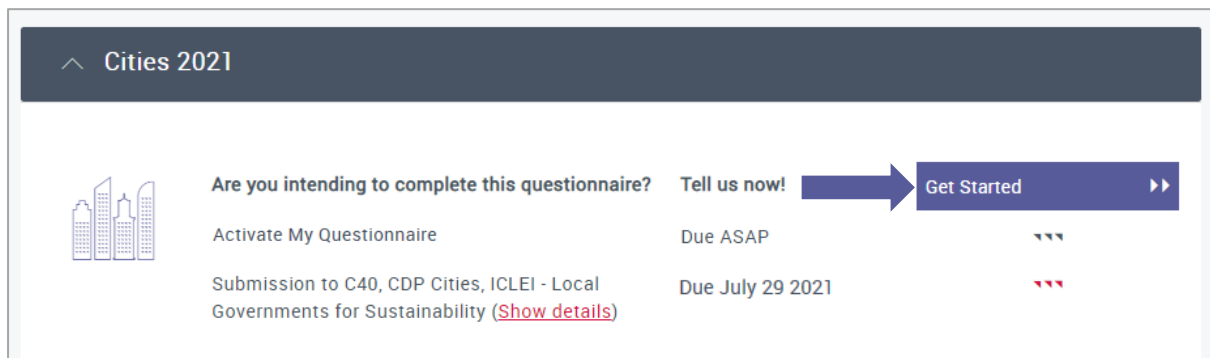 Cities 2021
Are you intending to complete this questionnaire? Tell us now! Get Started
Activate My Questionnaire Due ASAP
Submission to C40, CDP Cities, ICLEI - Local Due July 29 2021
Governments for Sustainability (Show details)